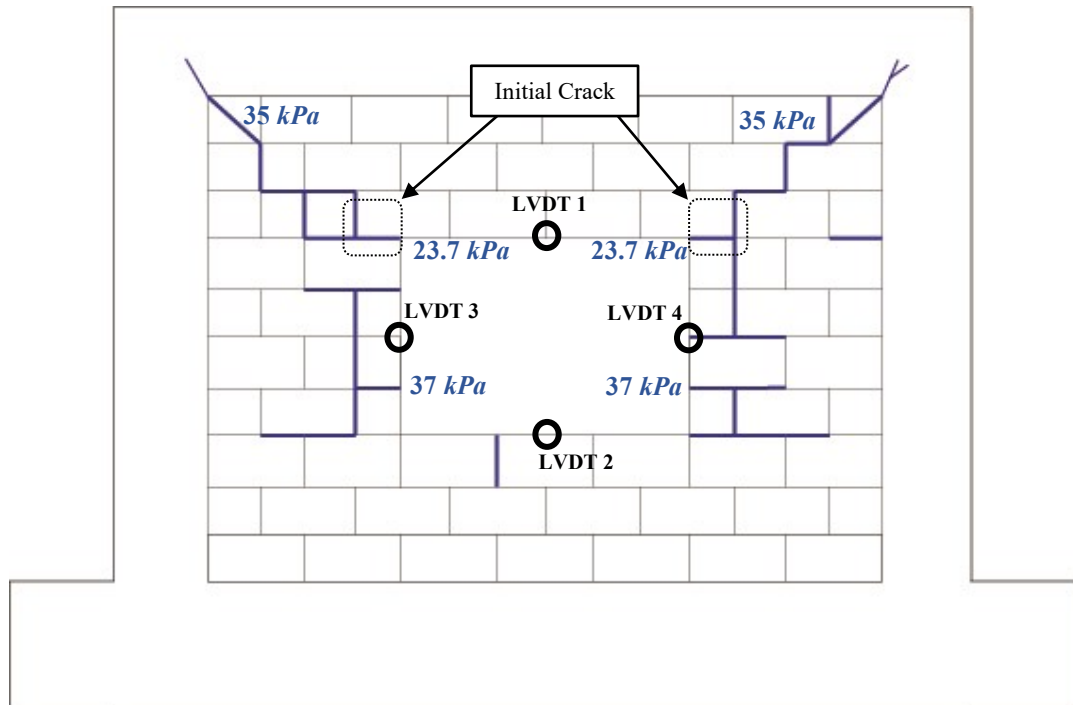 Initial Crack
35 kPa
35 kPa
LVDT 1
23.7 kPa
23.7 kPa
LVDT 3
LVDT 4
37 kPa
37 kPa
LVDT 2